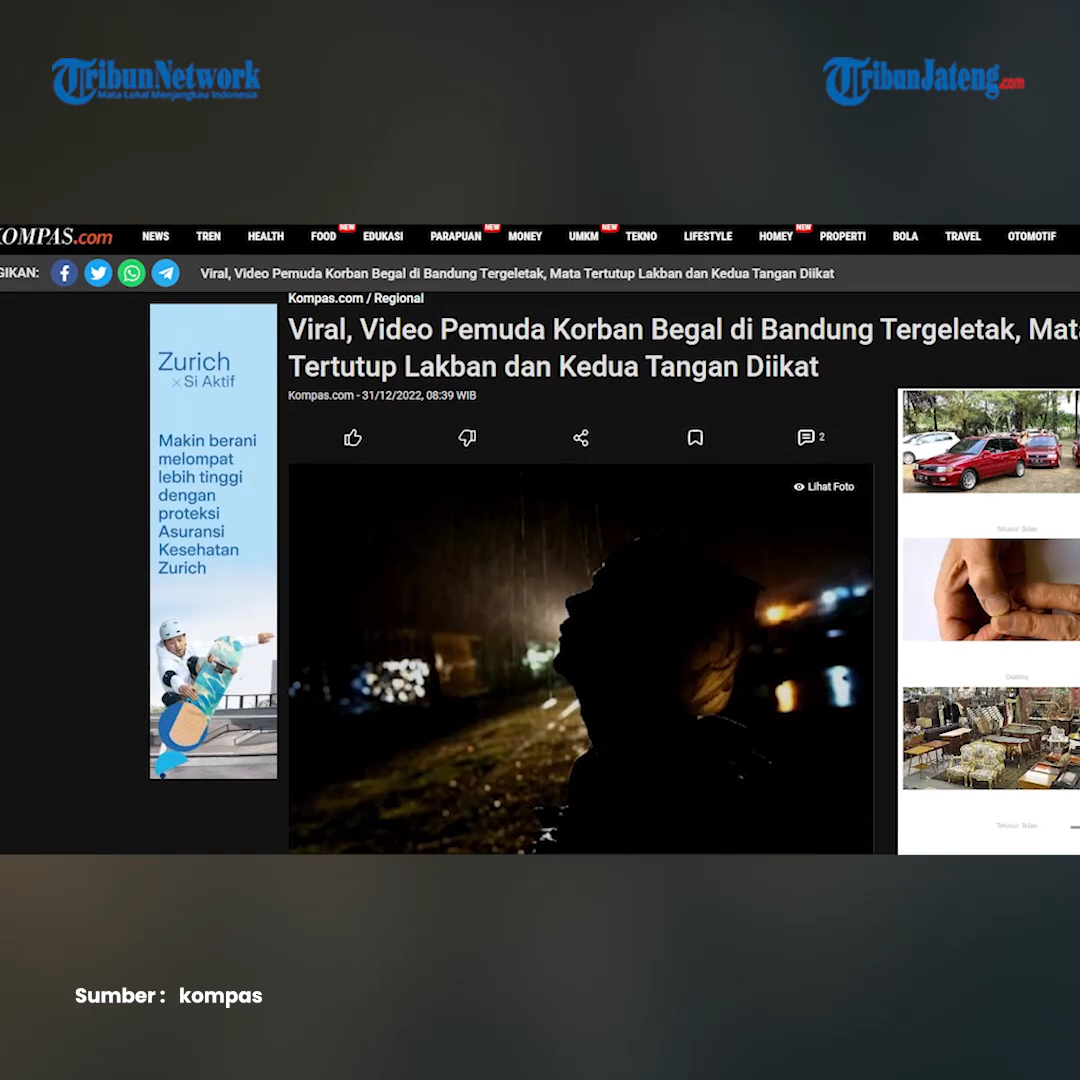 TribunNetwork
Mata Lokal Menjangkau Indonesia
TribunJateng.com
KOMPAS.com
NEWS
TREN
HEALTH
FOOD
NEW
EDUKASI
PARAPUAN
NEW
MONEY
UMKM
NEW
TEKNO
LIFESTYLE
HOMEY
NEW
PROPERTI
BOLA
TRAVEL
OTOMOTIF
GIKAN:
Viral, Video Pemuda Korban Begal di Bandung Tergeletak, Mata Tertutup Lakban dan Kedua Tangan Diikat
Kompas.com / Regional
Viral, Video Pemuda Korban Begal di Bandung Tergeletak, Mata
Tertutup Lakban dan Kedua Tangan Diikat
Kompas.com - 31/12/2022, 08:39 WIB
2
Lihat Foto
Zurich
× Si Aktif
Makin berani
melompat
lebih tinggi
dengan
proteksi
Asuransi
Kesehatan
Zurich
Telusur Iklan
Telusur Iklan
Sumber : kompas